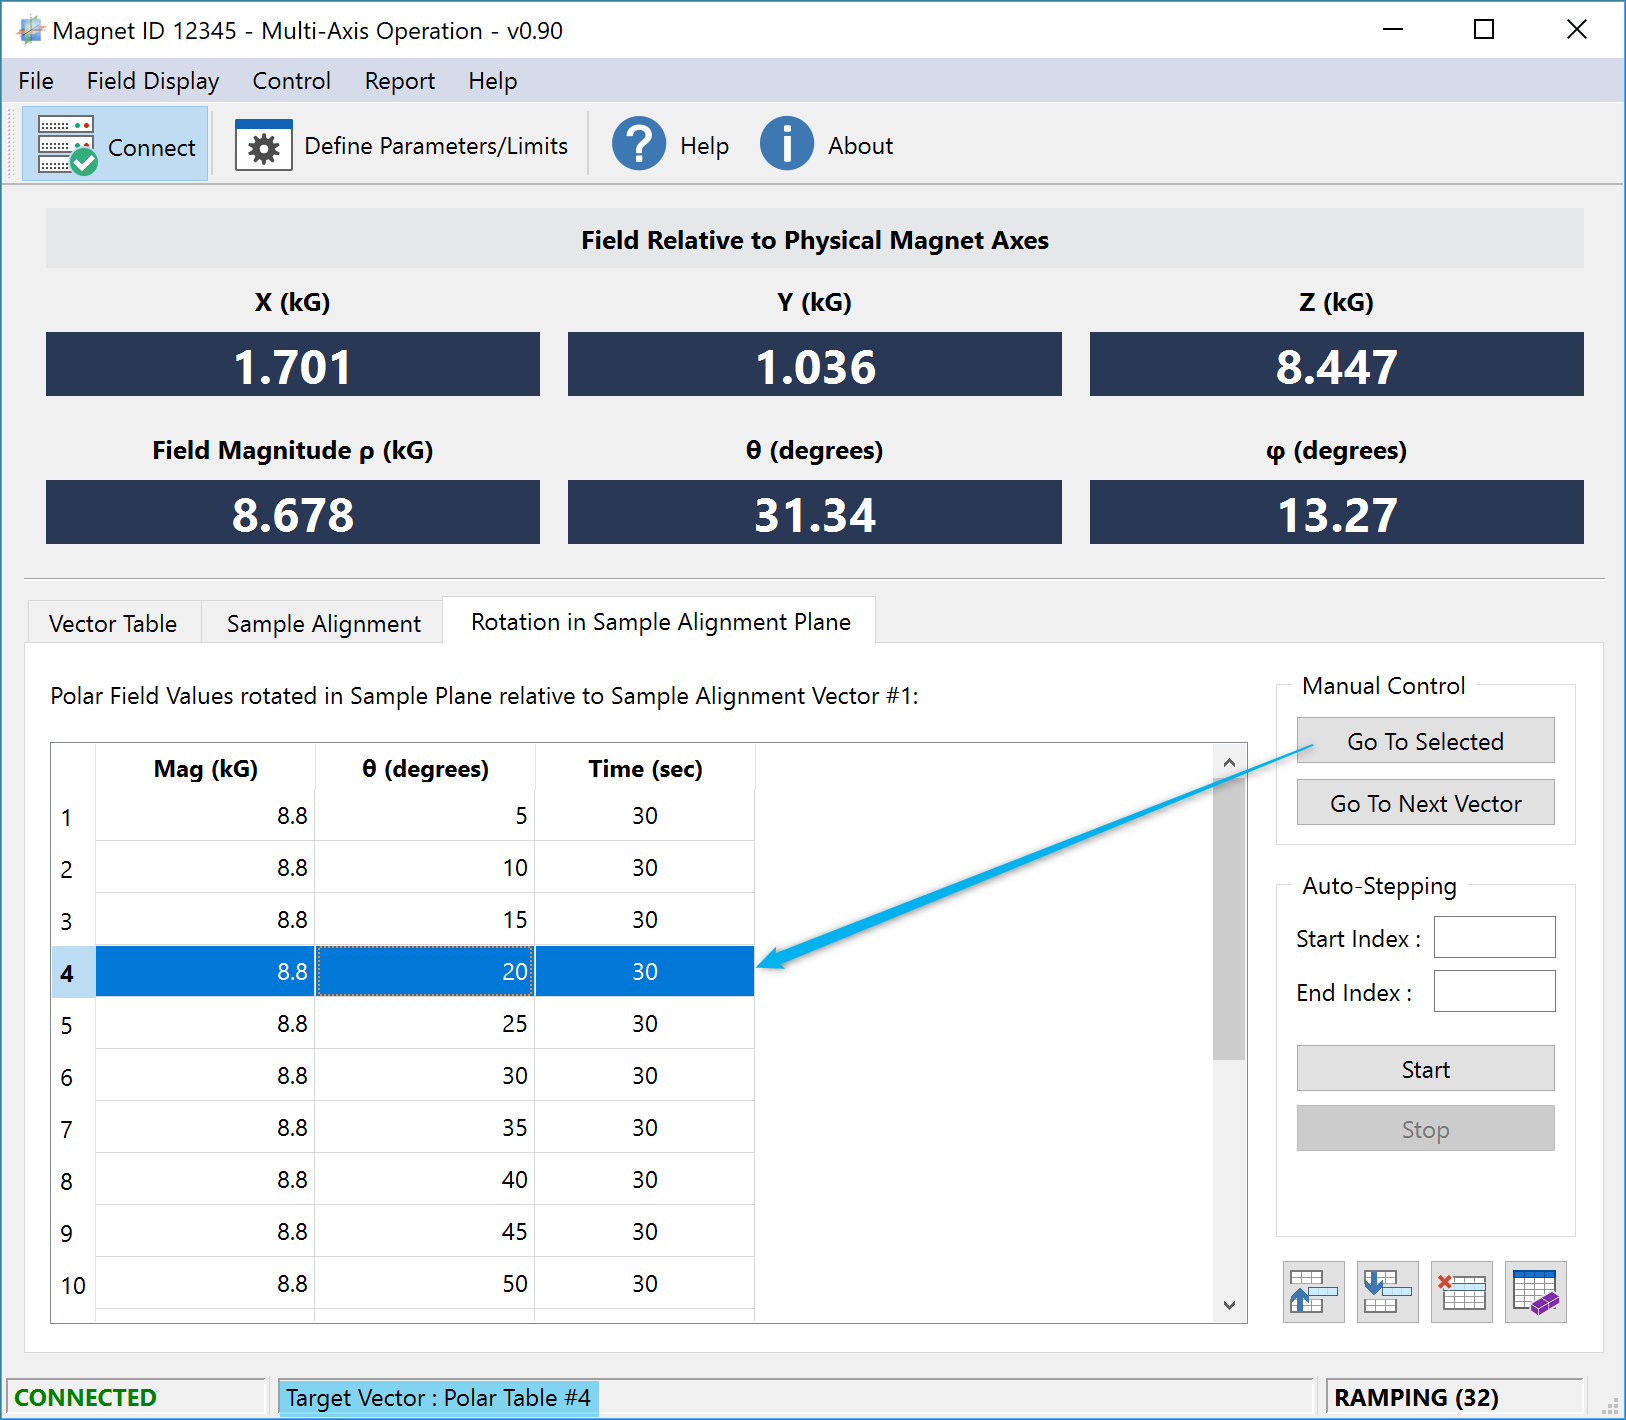 Magnet ID 12345 - Multi-Axis Operation - v0.90
File Field Display Control Report Help
Connect Define Parameters/Limits Help About
Field Relative to Physical Magnet Axes
X (kG) Y (kG) Z (kG)
1.701 1.036 8.447
Field Magnitude ρ (kG) θ (degrees) φ (degrees)
8.678 31.34 13.27
Vector Table Sample Alignment Rotation in Sample Alignment Plane
Polar Field Values rotated in Sample Plane relative to Sample Alignment Vector #1:
Mag (kG) θ (degrees) Time (sec)
1 8.8 5 30
2 8.8 10 30
3 8.8 15 30
4 8.8 20 30
5 8.8 25 30
6 8.8 30 30
7 8.8 35 30
8 8.8 40 30
9 8.8 45 30
10 8.8 50 30
Manual Control
Go To Selected
Go To Next Vector
Auto-Stepping
Start Index :
End Index :
Start
Stop
CONNECTED Target Vector : Polar Table #4 RAMPING (32)